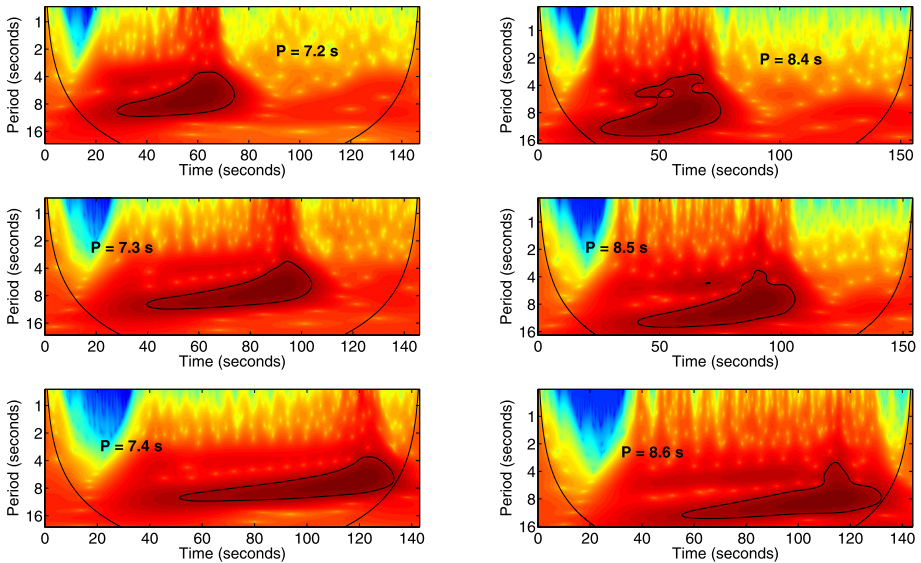 1
2
4
8
16
Period (seconds)
P = 7.2 s
0 20 40 60 80 100 120 140
Time (seconds)
1
2
4
8
16
Period (seconds)
P = 8.4 s
0 50 100 150
Time (seconds)
1
2
4
8
16
Period (seconds)
P = 7.3 s
0 20 40 60 80 100 120 140
Time (seconds)
1
2
4
8
16
Period (seconds)
P = 8.5 s
0 50 100 150
Time (seconds)
1
2
4
8
16
Period (seconds)
P = 7.4 s
0 20 40 60 80 100 120 140
Time (seconds)
1
2
4
8
16
Period (seconds)
P = 8.6 s
0 20 40 60 80 100 120 140
Time (seconds)